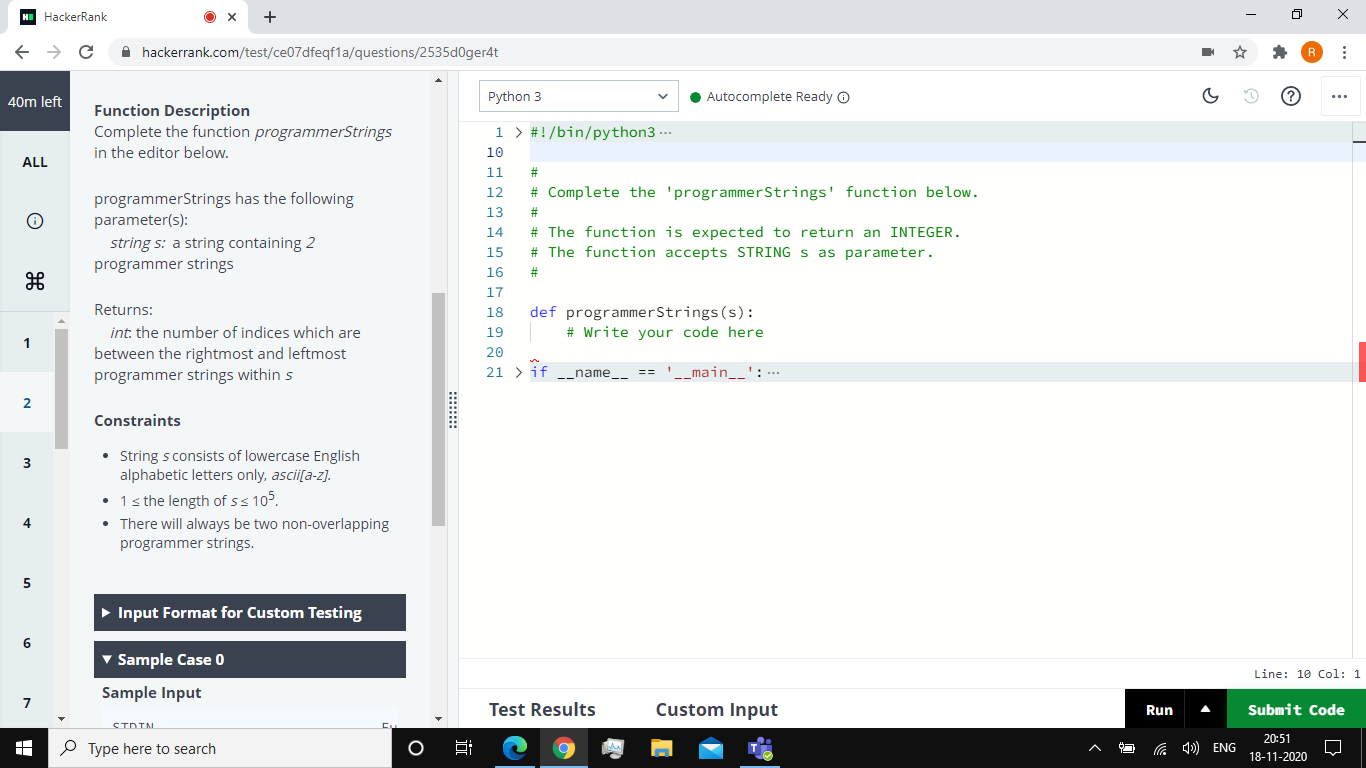 HackerRank
hackerrank.com/test/ce07dfeqf1a/questions/2535d0ger4t
R
40m left
ALL
1
2
3
4
5
6
7
Function Description
Complete the function programmerStrings
in the editor below.
programmerStrings has the following
parameter(s):
string s: a string containing 2
programmer strings
Returns:
int: the number of indices which are
between the rightmost and leftmost
programmer strings within s
Constraints
• String s consists of lowercase English
alphabetic letters only, ascii[a-z].
• 1 ≤ the length of s ≤ 10^5.
• There will always be two non-overlapping
programmer strings.
Input Format for Custom Testing
Sample Case 0
Sample Input
STDIN
Python 3
Autocomplete Ready
1 #!/bin/python3 ···
10
11 #
12 # Complete the 'programmerStrings' function below.
13 #
14 # The function is expected to return an INTEGER.
15 # The function accepts STRING s as parameter.
16 #
17
18 def programmerStrings(s):
19 # Write your code here
20
21 if __name__ == '__main__': ···
Line: 10 Col: 1
Test Results Custom Input Run Submit Code
Type here to search
ENG
20:51
18-11-2020